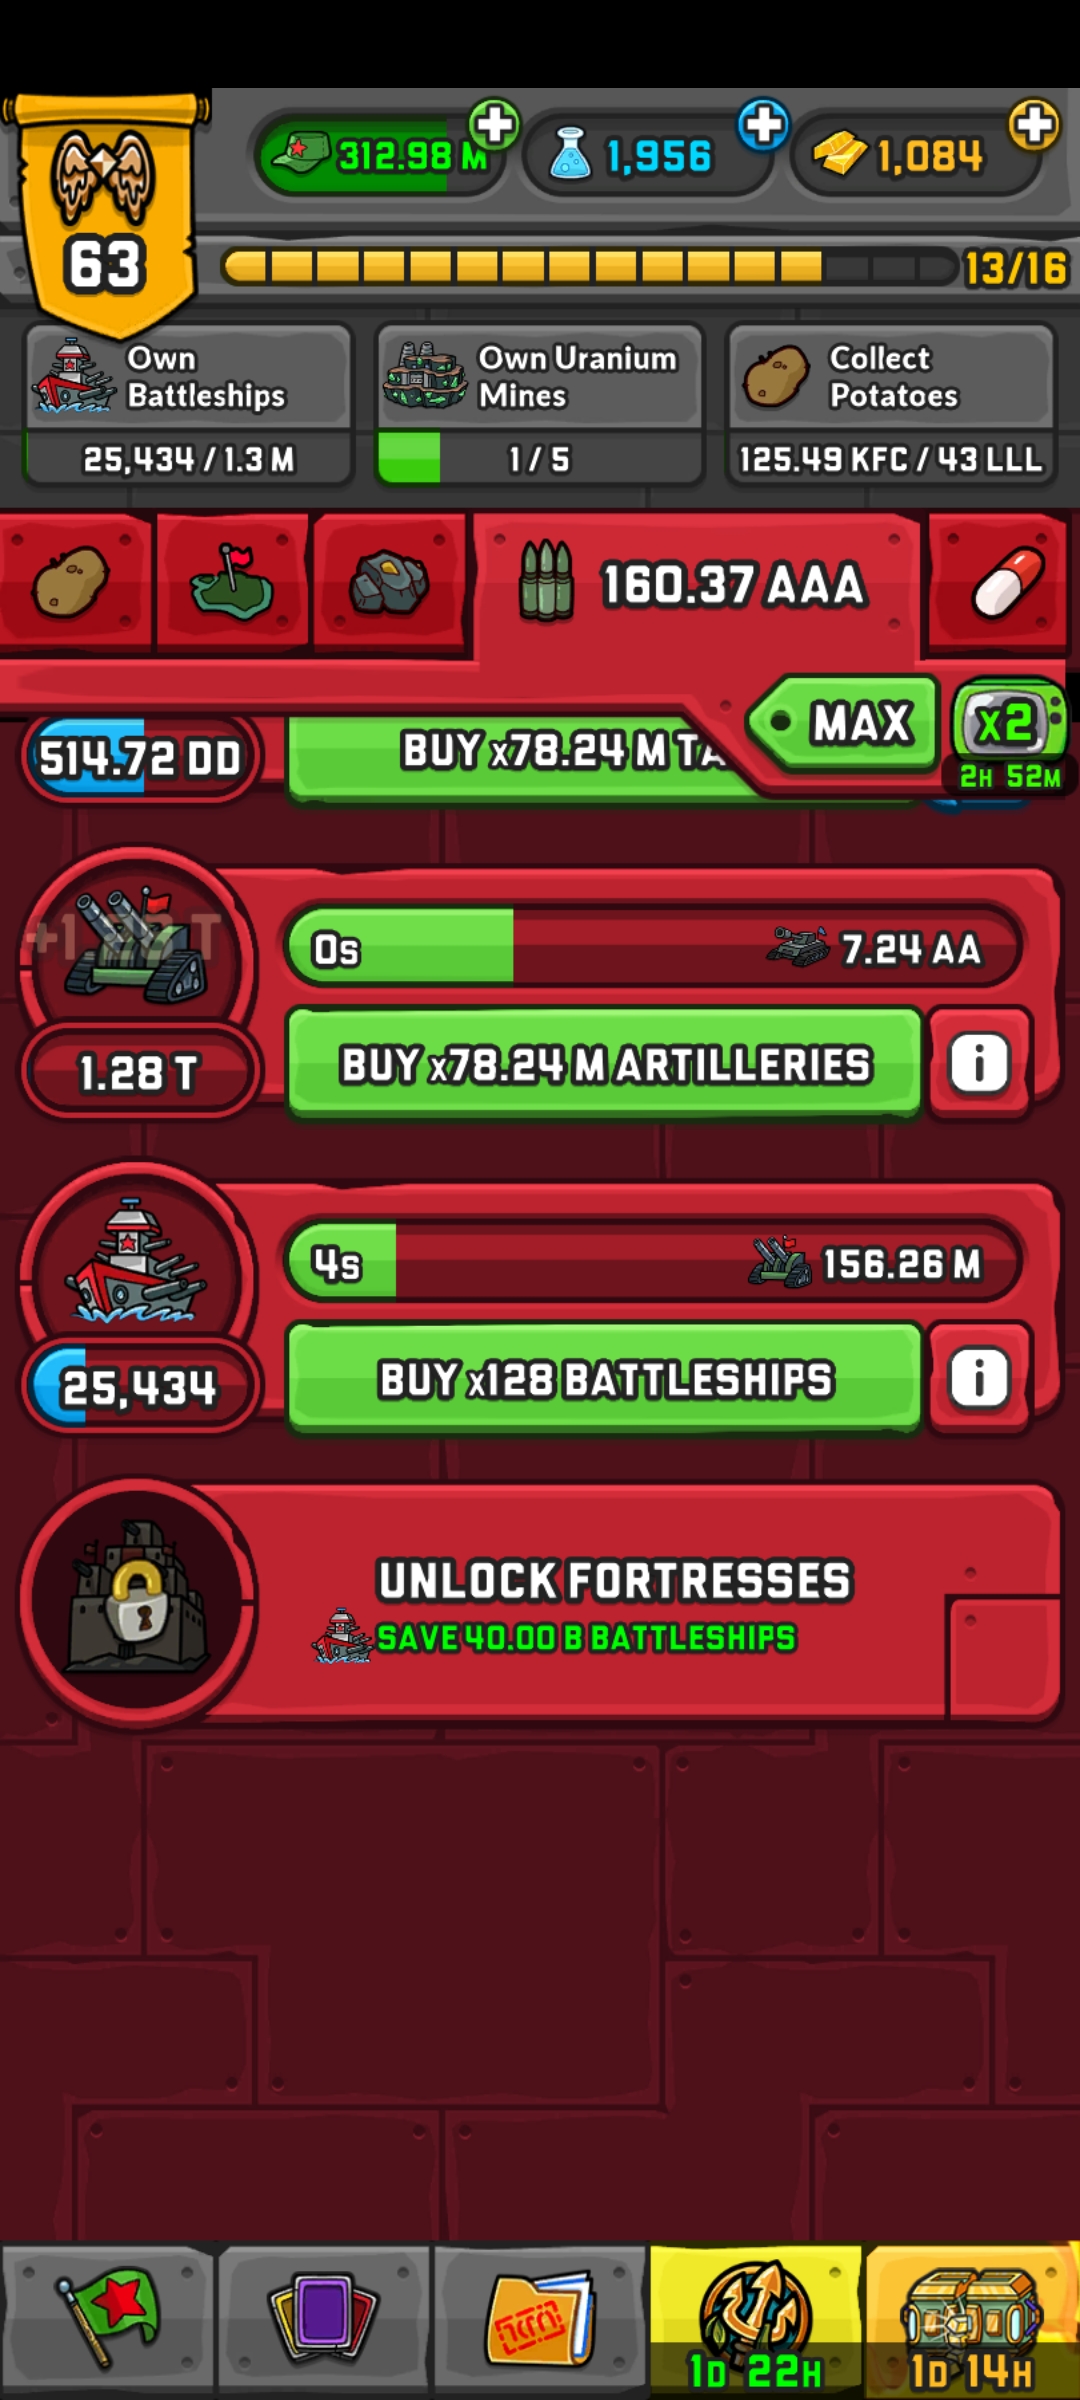 312.98 M
1,956
1,084
63
13/16
Own Battleships
25,434 / 1.3 M
Own Uranium Mines
1 / 5
Collect Potatoes
125.49 KFC / 43 LLL
160.37 AAA
MAX
x2
2H 52M
514.72 DD
BUY x78.24 M TA
0s
7.24 AA
1.28 T
BUY x78.24 M ARTILLERIES
i
4s
156.26 M
25,434
BUY x128 BATTLESHIPS
i
UNLOCK FORTRESSES
SAVE 40.00 B BATTLESHIPS
1D 22H
1D 14H